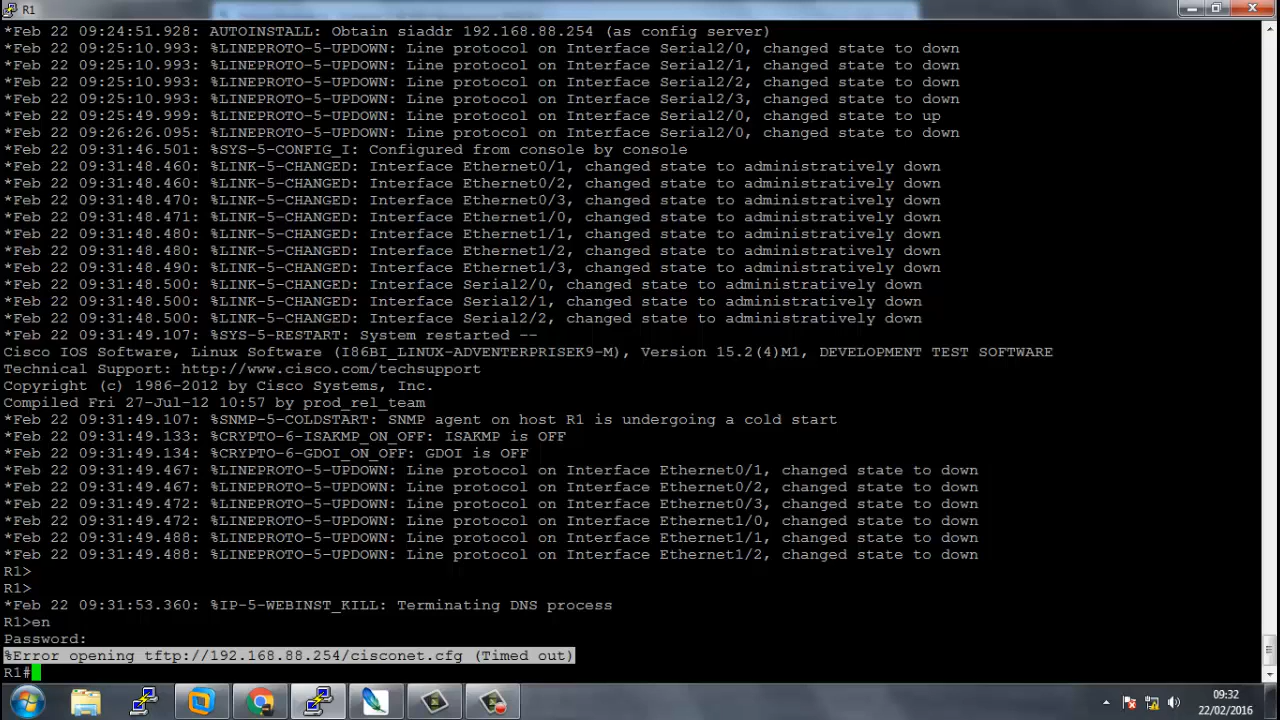 R1
*Feb 22 09:24:51.928: AUTOINSTALL: Obtain siaddr 192.168.88.254 (as config server)
*Feb 22 09:25:10.993: %LINEPROTO-5-UPDOWN: Line protocol on Interface Serial2/0, changed state to down
*Feb 22 09:25:10.993: %LINEPROTO-5-UPDOWN: Line protocol on Interface Serial2/1, changed state to down
*Feb 22 09:25:10.993: %LINEPROTO-5-UPDOWN: Line protocol on Interface Serial2/2, changed state to down
*Feb 22 09:25:10.993: %LINEPROTO-5-UPDOWN: Line protocol on Interface Serial2/3, changed state to down
*Feb 22 09:25:49.999: %LINEPROTO-5-UPDOWN: Line protocol on Interface Serial2/0, changed state to up
*Feb 22 09:26:26.095: %LINEPROTO-5-UPDOWN: Line protocol on Interface Serial2/0, changed state to down
*Feb 22 09:31:46.501: %SYS-5-CONFIG_I: Configured from console by console
*Feb 22 09:31:48.460: %LINK-5-CHANGED: Interface Ethernet0/1, changed state to administratively down
*Feb 22 09:31:48.460: %LINK-5-CHANGED: Interface Ethernet0/2, changed state to administratively down
*Feb 22 09:31:48.470: %LINK-5-CHANGED: Interface Ethernet0/3, changed state to administratively down
*Feb 22 09:31:48.471: %LINK-5-CHANGED: Interface Ethernet1/0, changed state to administratively down
*Feb 22 09:31:48.480: %LINK-5-CHANGED: Interface Ethernet1/1, changed state to administratively down
*Feb 22 09:31:48.480: %LINK-5-CHANGED: Interface Ethernet1/2, changed state to administratively down
*Feb 22 09:31:48.490: %LINK-5-CHANGED: Interface Ethernet1/3, changed state to administratively down
*Feb 22 09:31:48.500: %LINK-5-CHANGED: Interface Serial2/0, changed state to administratively down
*Feb 22 09:31:48.500: %LINK-5-CHANGED: Interface Serial2/1, changed state to administratively down
*Feb 22 09:31:48.500: %LINK-5-CHANGED: Interface Serial2/2, changed state to administratively down
*Feb 22 09:31:49.107: %SYS-5-RESTART: System restarted --
Cisco IOS Software, Linux Software (I86BI_LINUX-ADVENTERPRISEK9-M), Version 15.2(4)M1, DEVELOPMENT TEST SOFTWARE
Technical Support: http://www.cisco.com/techsupport
Copyright (c) 1986-2012 by Cisco Systems, Inc.
Compiled Fri 27-Jul-12 10:57 by prod_rel_team
*Feb 22 09:31:49.107: %SNMP-5-COLDSTART: SNMP agent on host R1 is undergoing a cold start
*Feb 22 09:31:49.133: %CRYPTO-6-ISAKMP_ON_OFF: ISAKMP is OFF
*Feb 22 09:31:49.134: %CRYPTO-6-GDOI_ON_OFF: GDOI is OFF
*Feb 22 09:31:49.467: %LINEPROTO-5-UPDOWN: Line protocol on Interface Ethernet0/1, changed state to down
*Feb 22 09:31:49.467: %LINEPROTO-5-UPDOWN: Line protocol on Interface Ethernet0/2, changed state to down
*Feb 22 09:31:49.472: %LINEPROTO-5-UPDOWN: Line protocol on Interface Ethernet0/3, changed state to down
*Feb 22 09:31:49.472: %LINEPROTO-5-UPDOWN: Line protocol on Interface Ethernet1/0, changed state to down
*Feb 22 09:31:49.488: %LINEPROTO-5-UPDOWN: Line protocol on Interface Ethernet1/1, changed state to down
*Feb 22 09:31:49.488: %LINEPROTO-5-UPDOWN: Line protocol on Interface Ethernet1/2, changed state to down
R1>
R1>
*Feb 22 09:31:53.360: %IP-5-WEBINST_KILL: Terminating DNS process
R1>en
Password:
%Error opening tftp://192.168.88.254/cisconet.cfg (Timed out)
R1#
09:32
22/02/2016